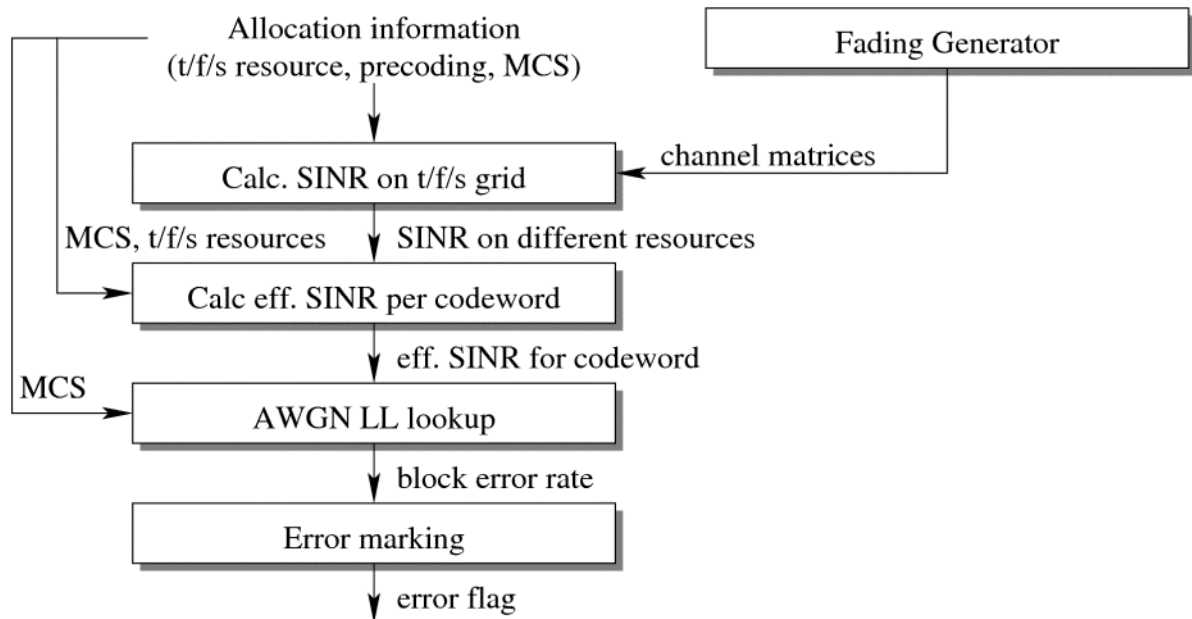 Allocation information
(t/f/s resource, precoding, MCS)
Fading Generator
channel matrices
Calc. SINR on t/f/s grid
MCS, t/f/s resources
SINR on different resources
Calc eff. SINR per codeword
eff. SINR for codeword
MCS
AWGN LL lookup
block error rate
Error marking
error flag